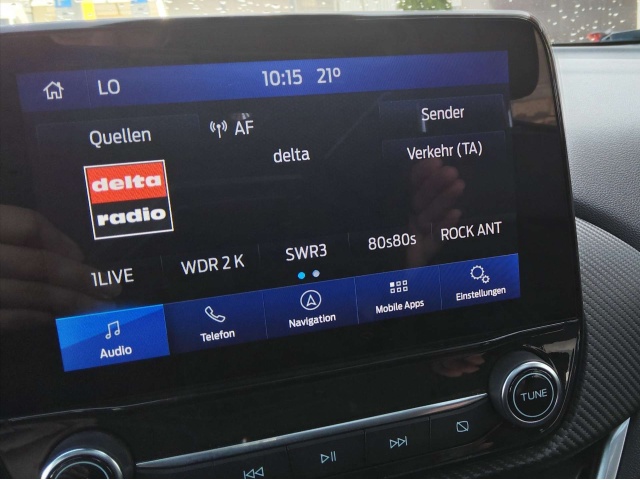 LO 10:15 21°
Quellen AF Sender
delta Verkehr (TA)
delta
radio
1LIVE WDR 2 K SWR3 80s80s ROCK ANT
Audio Telefon Navigation Mobile Apps Einstellungen
TUNE